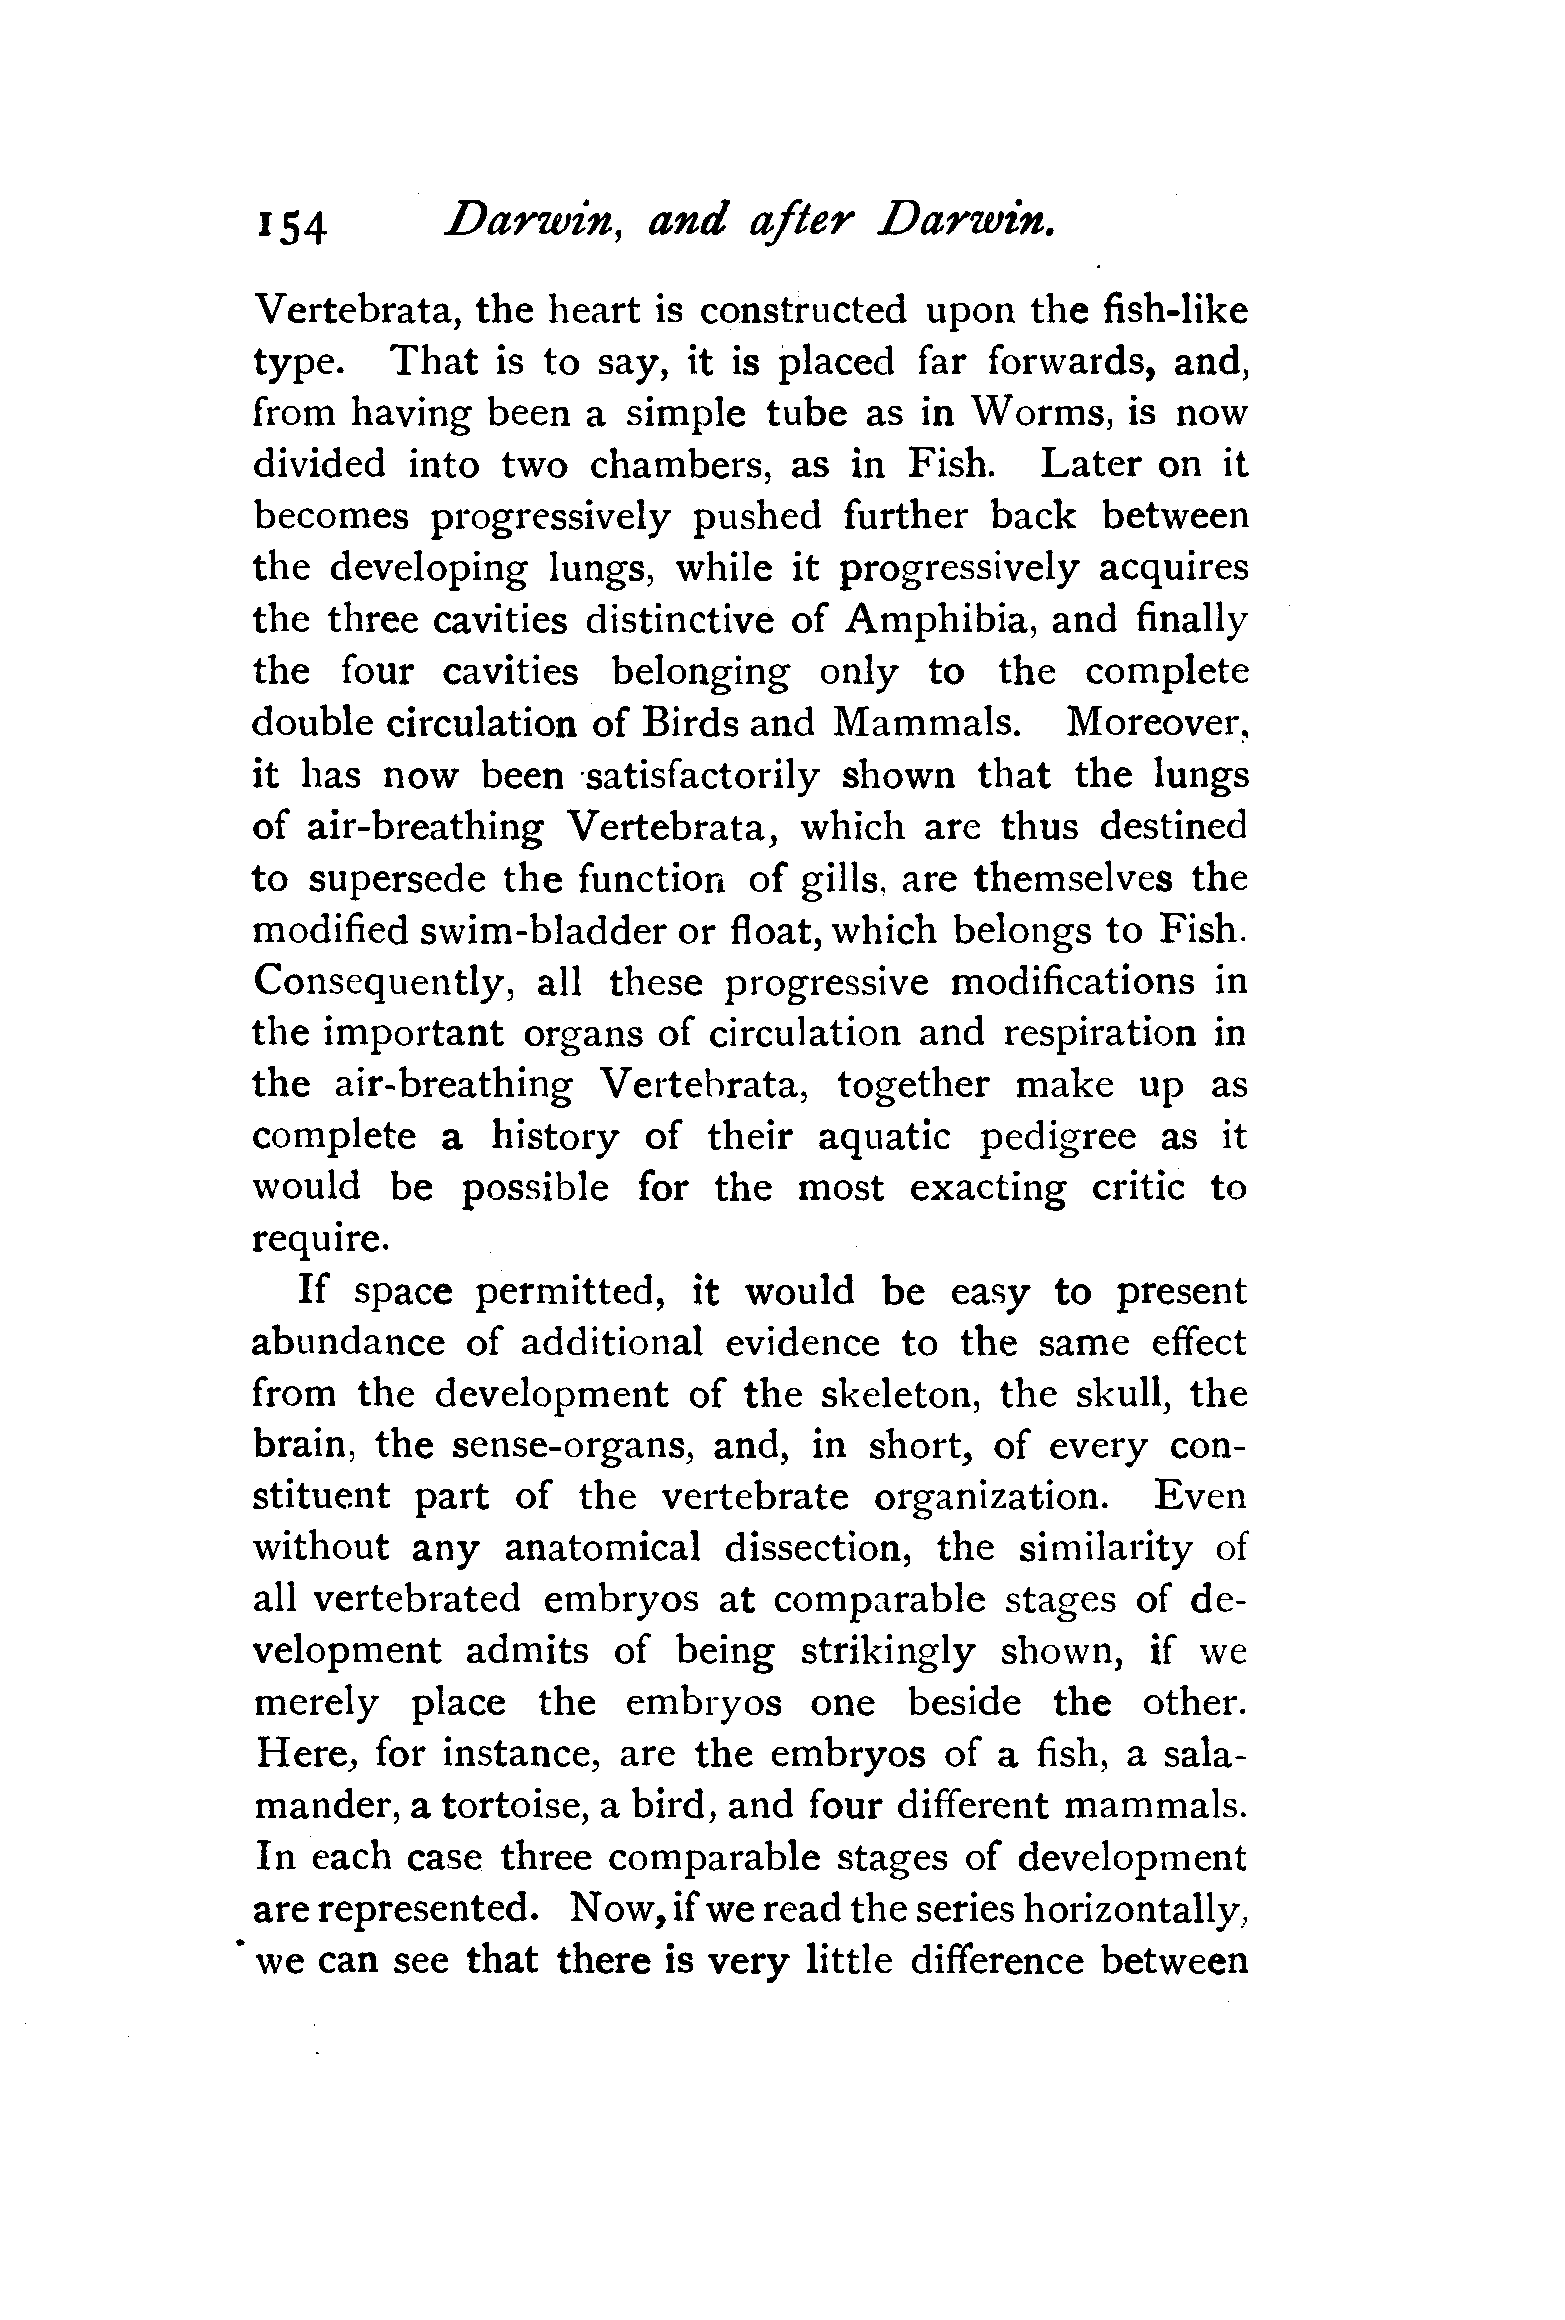 154 Darwin, and after Darwin.
Vertebrata, the heart is constructed upon the fish-like
type. That is to say, it is placed far forwards, and,
from having been a simple tube as in Worms, is now
divided into two chambers, as in Fish. Later on it
becomes progressively pushed further back between
the developing lungs, while it progressively acquires
the three cavities distinctive of Amphibia, and finally
the four cavities belonging only to the complete
double circulation of Birds and Mammals. Moreover,
it has now been satisfactorily shown that the lungs
of air-breathing Vertebrata, which are thus destined
to supersede the function of gills, are themselves the
modified swim-bladder or float, which belongs to Fish.
Consequently, all these progressive modifications in
the important organs of circulation and respiration in
the air-breathing Vertebrata, together make up as
complete a history of their aquatic pedigree as it
would be possible for the most exacting critic to
require.
If space permitted, it would be easy to present
abundance of additional evidence to the same effect
from the development of the skeleton, the skull, the
brain, the sense-organs, and, in short, of every con-
stituent part of the vertebrate organization. Even
without any anatomical dissection, the similarity of
all vertebrated embryos at comparable stages of de-
velopment admits of being strikingly shown, if we
merely place the embryos one beside the other.
Here, for instance, are the embryos of a fish, a sala-
mander, a tortoise, a bird, and four different mammals.
In each case three comparable stages of development
are represented. Now, if we read the series horizontally,
we can see that there is very little difference between